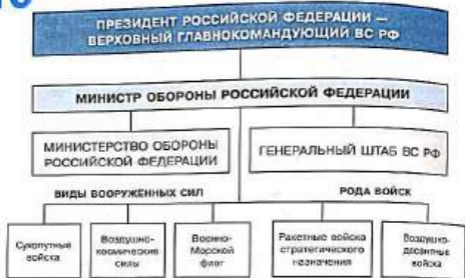 ПРЕЗИДЕНТ РОССИЙСКОЙ ФЕДЕРАЦИИ —
ВЕРХОВНЫЙ ГЛАВНОКОМАНДУЮЩИЙ ВС РФ
МИНИСТР ОБОРОНЫ РОССИЙСКОЙ ФЕДЕРАЦИИ
МИНИСТЕРСТВО ОБОРОНЫ
РОССИЙСКОЙ ФЕДЕРАЦИИ
ГЕНЕРАЛЬНЫЙ ШТАБ ВС РФ
ВИДЫ ВООРУЖЁННЫХ СИЛ
РОДА ВОЙСК
Сухопутные
войска
Воздушно-
космические
силы
Военно-
Морской
флот
Ракетные войска
стратегического
назначения
Воздушно-
десантные
войска